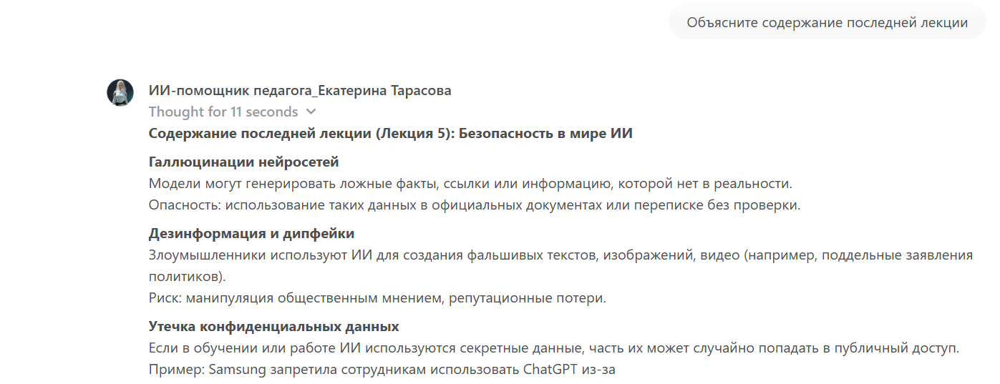 Объясните содержание последней лекции
ИИ-помощник педагога_Екатерина Тарасова
Thought for 11 seconds
Содержание последней лекции (Лекция 5): Безопасность в мире ИИ
Галлюцинации нейросетей
Модели могут генерировать ложные факты, ссылки или информацию, которой нет в реальности.
Опасность: использование таких данных в официальных документах или переписке без проверки.
Дезинформация и дипфейки
Злоумышленники используют ИИ для создания фальшивых текстов, изображений, видео (например, поддельные заявления
политиков).
Риск: манипуляция общественным мнением, репутационные потери.
Утечка конфиденциальных данных
Если в обучении или работе ИИ используются секретные данные, часть их может случайно попадать в публичный доступ.
Пример: Samsung запретила сотрудникам использовать ChatGPT из-за